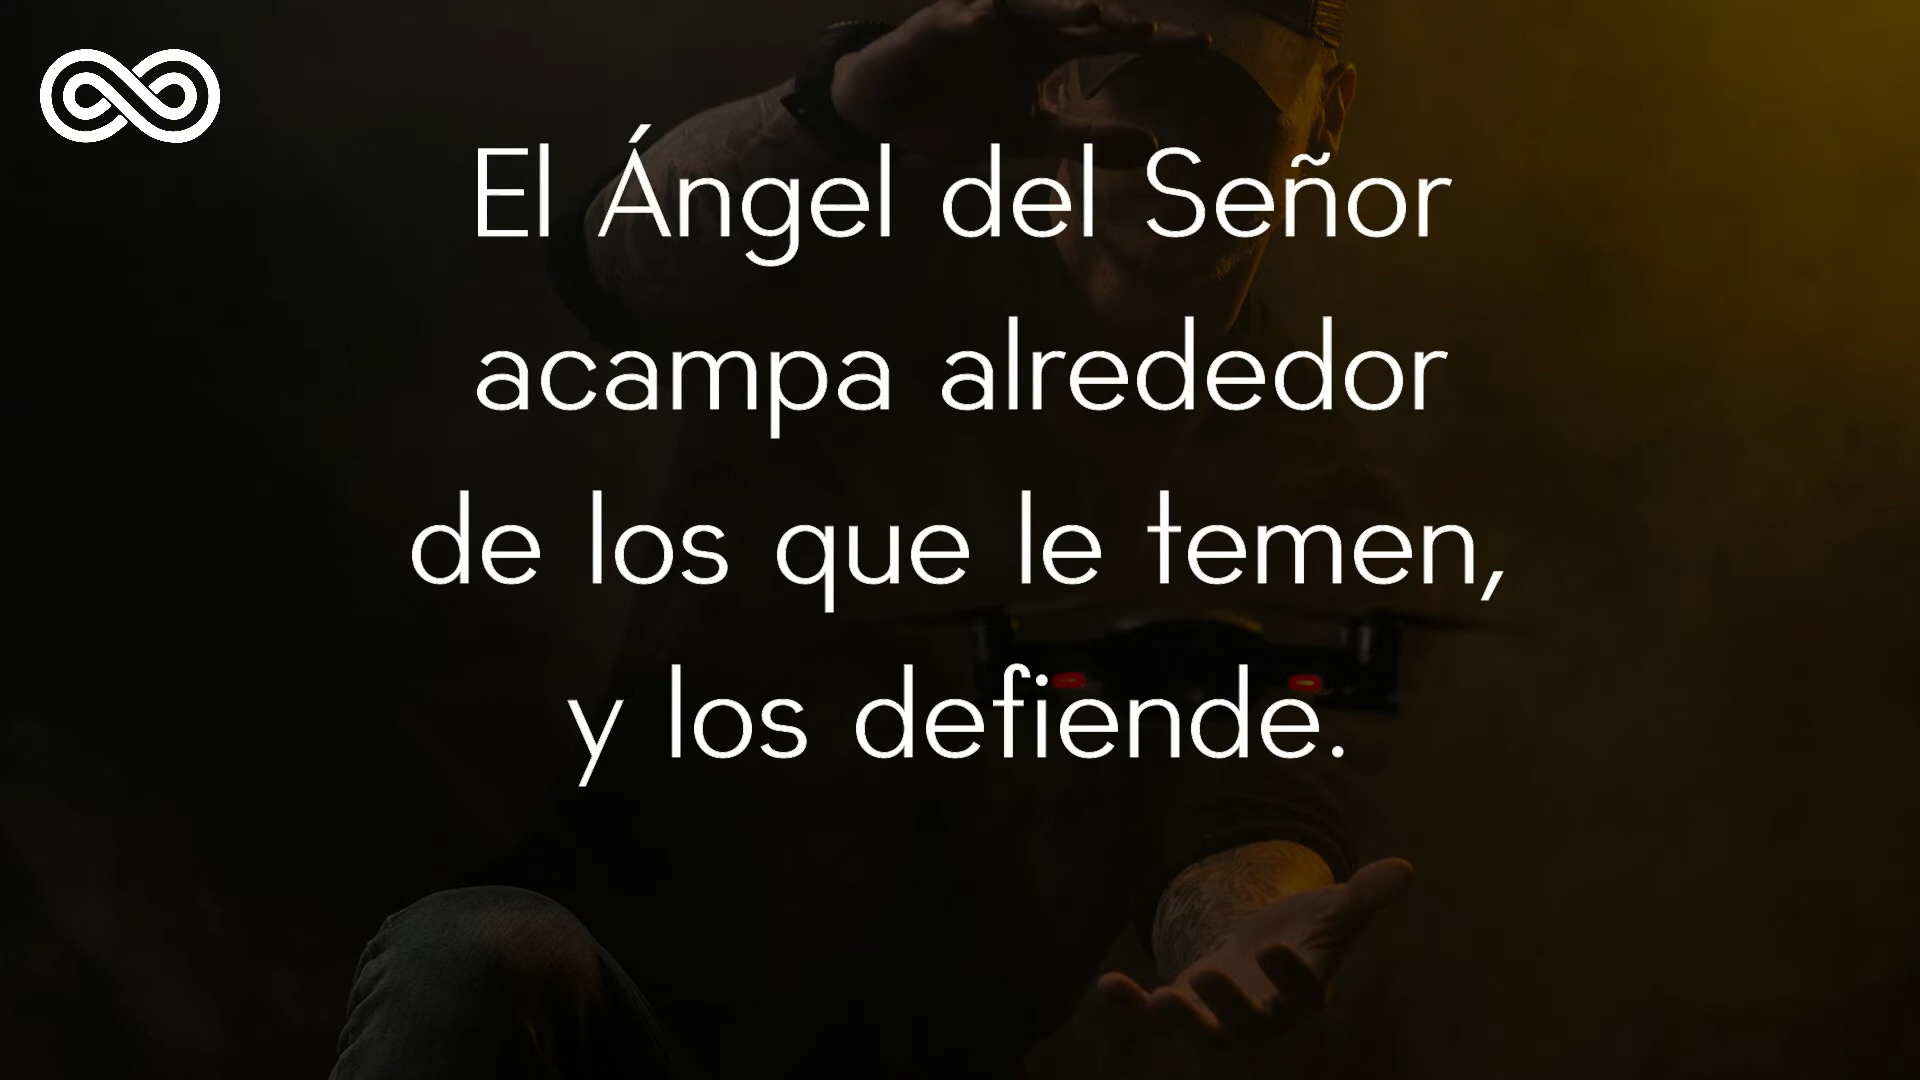 El Ángel del Señor
acampa alrededor
de los que le temen,
y los defiende.